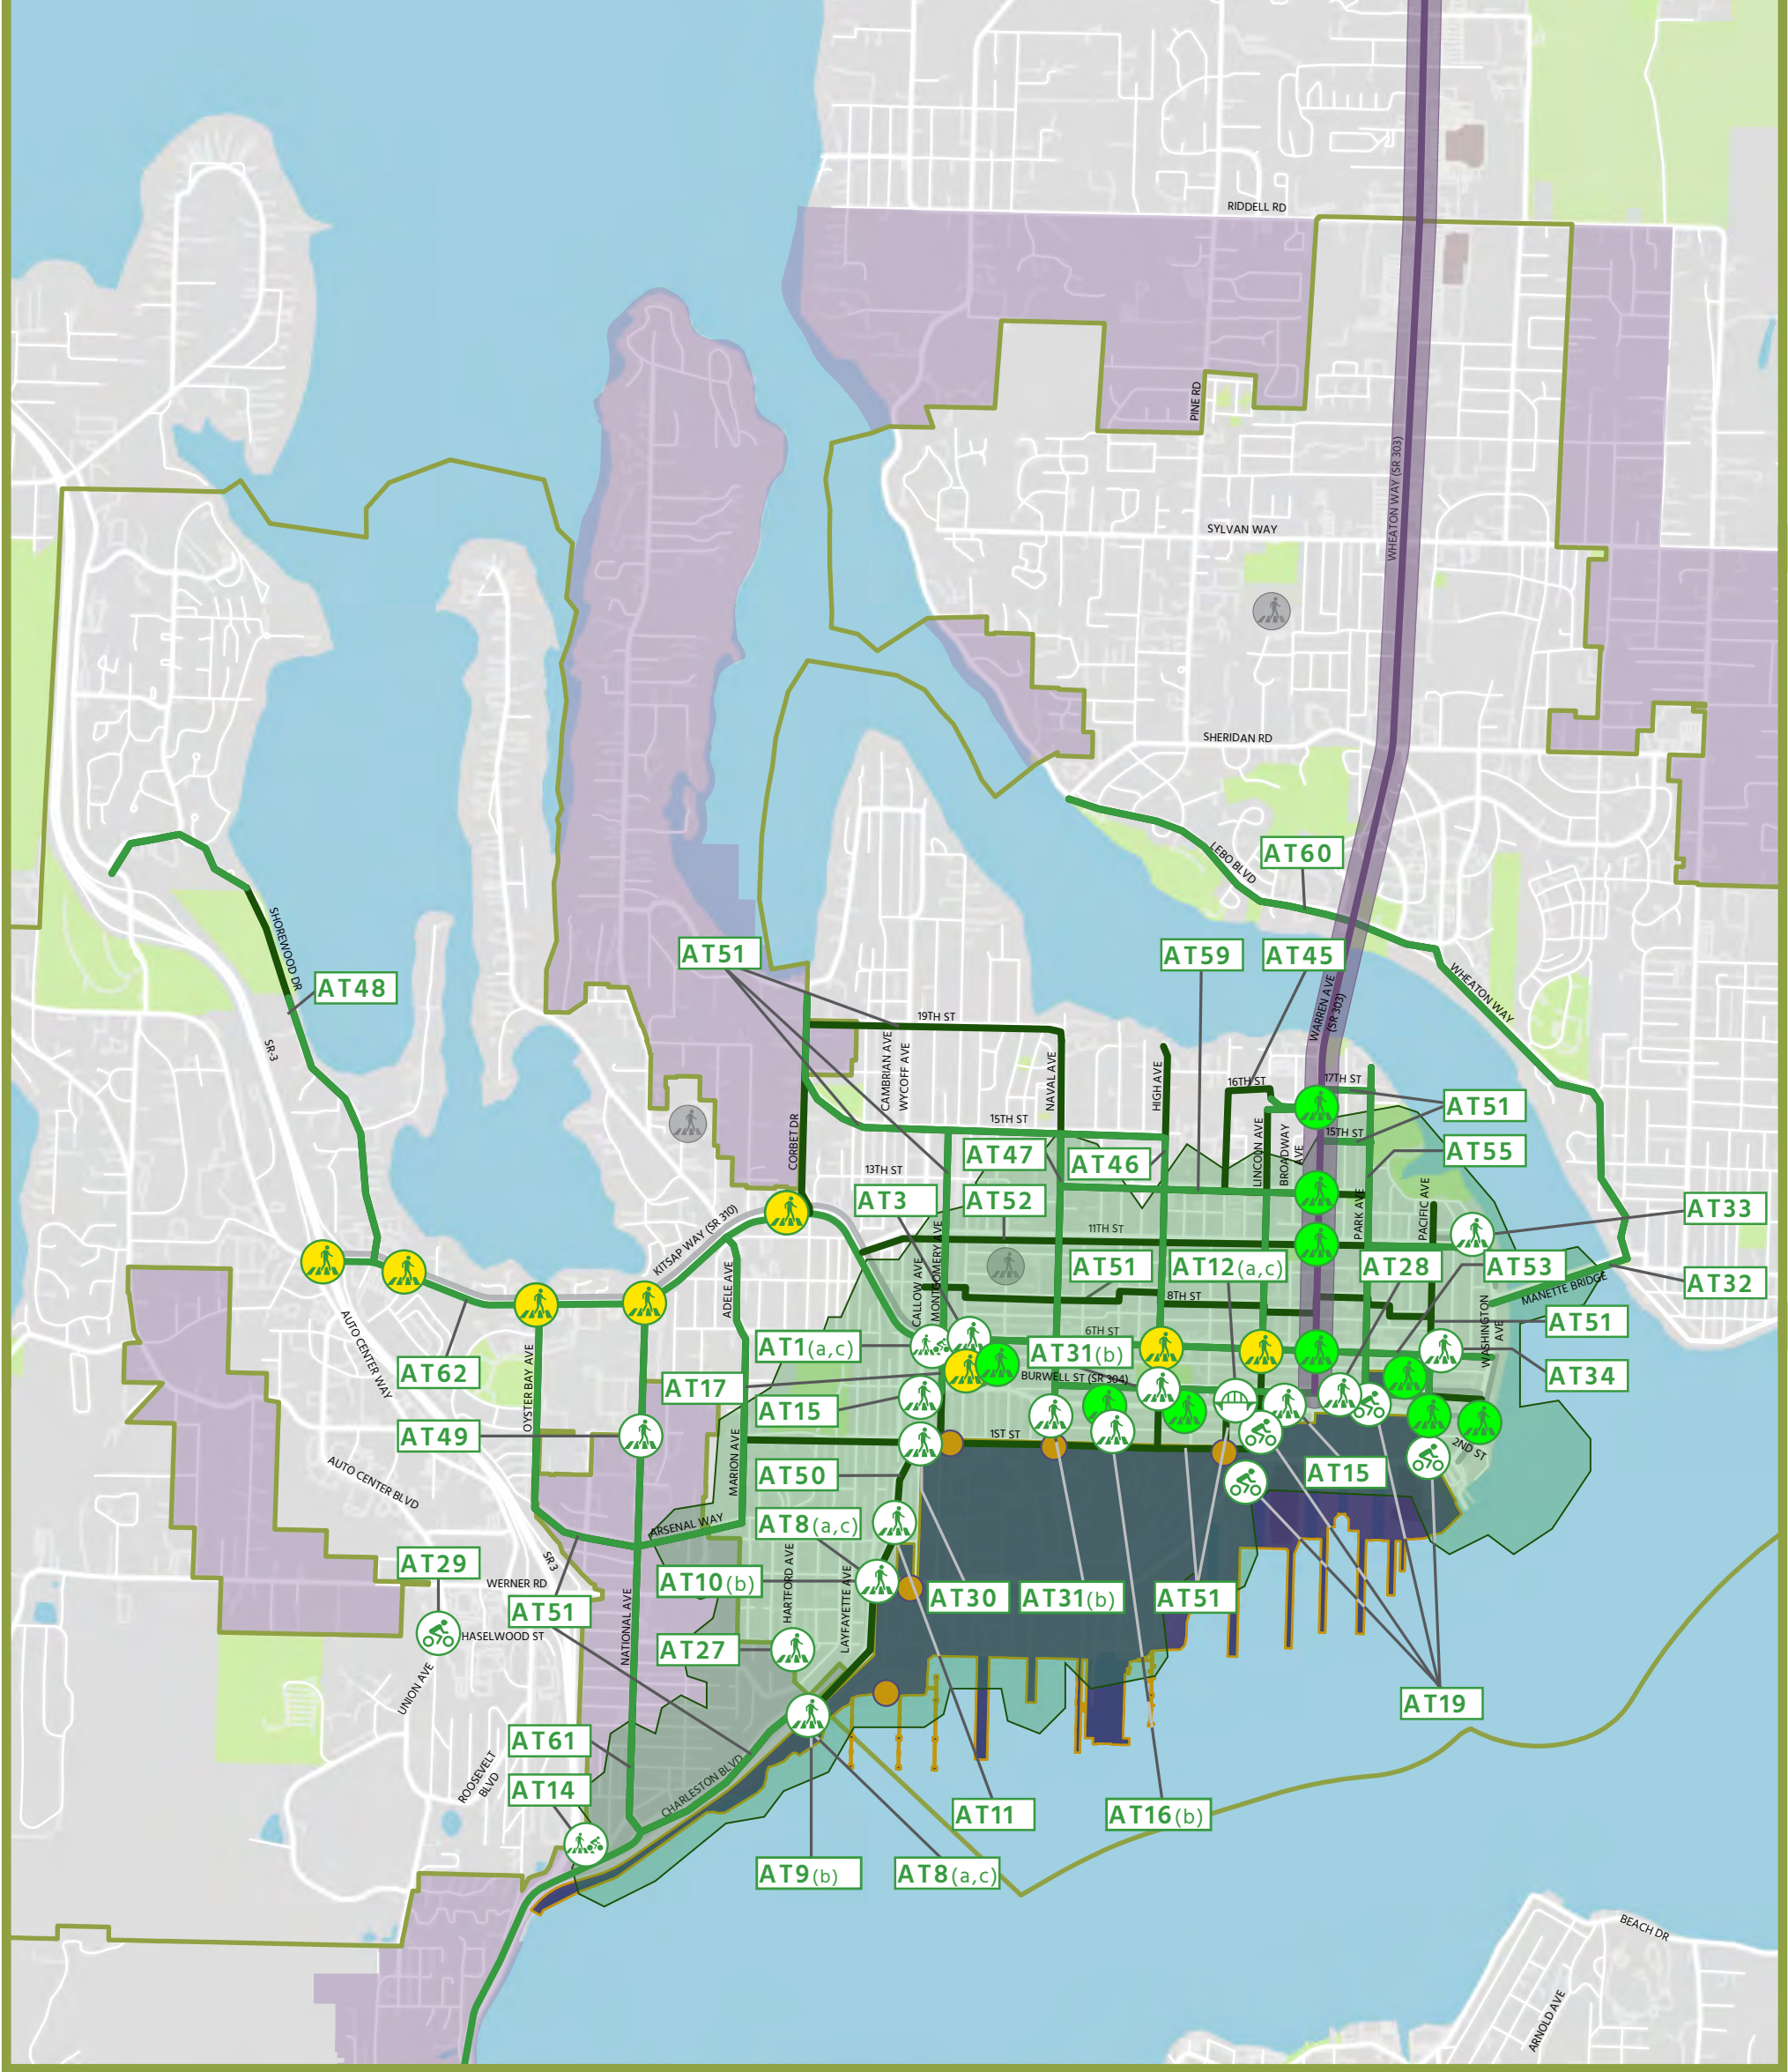 RIDDELL RD
PINE RD
WHEATON WAY (SR 303)
SYLVAN WAY
SHERIDAN RD
AT60
LEBO BLVD
SHOREWOOD DR
AT51
AT59
AT45
AT48
WHEATON WAY
WARREN AVE
(SR 303)
SR-3
19TH ST
CAMBRIAN AVE
WYCOFF AVE
NAVAL AVE
HIGH AVE
16TH ST
17TH ST
AT51
15TH ST
CORBET DR
LINCOLN AVE
BROADWAY
AVE
15TH ST
AT47
AT46
AT55
13TH ST
AT3
AT52
PARK AVE
PACIFIC AVE
AT33
KITSAP WAY (SR 310)
11TH ST
MONTGOMERY AVE
CALLOW AVE
AT51
AT12(a,c)
AT28
AT53
AT32
ADELE AVE
8TH ST
MANETTE BRIDGE
WASHINGTON
AVE
AT51
AUTO CENTER WAY
AT62
OYSTER BAY AVE
AT1(a,c)
6TH ST
AT31(b)
BURWELL ST (SR 304)
AT34
AT17
AT15
AT49
MARION AVE
1ST ST
2ND ST
AUTO CENTER BLVD
AT50
AT15
ARSENAL WAY
AT8(a,c)
AT29
SR 3
WERNER RD
AT10(b)
HARTFORD AVE
LAYFAYETTE AVE
AT30
AT31(b)
AT51
AT51
HASELWOOD ST
NATIONAL AVE
AT27
UNION AVE
AT19
AT61
ROOSEVELT
BLVD
CHARLESTON BLVD
AT14
AT11
AT16(b)
AT9(b)
AT8(a,c)
BEACH DR
ARNOLD AVE